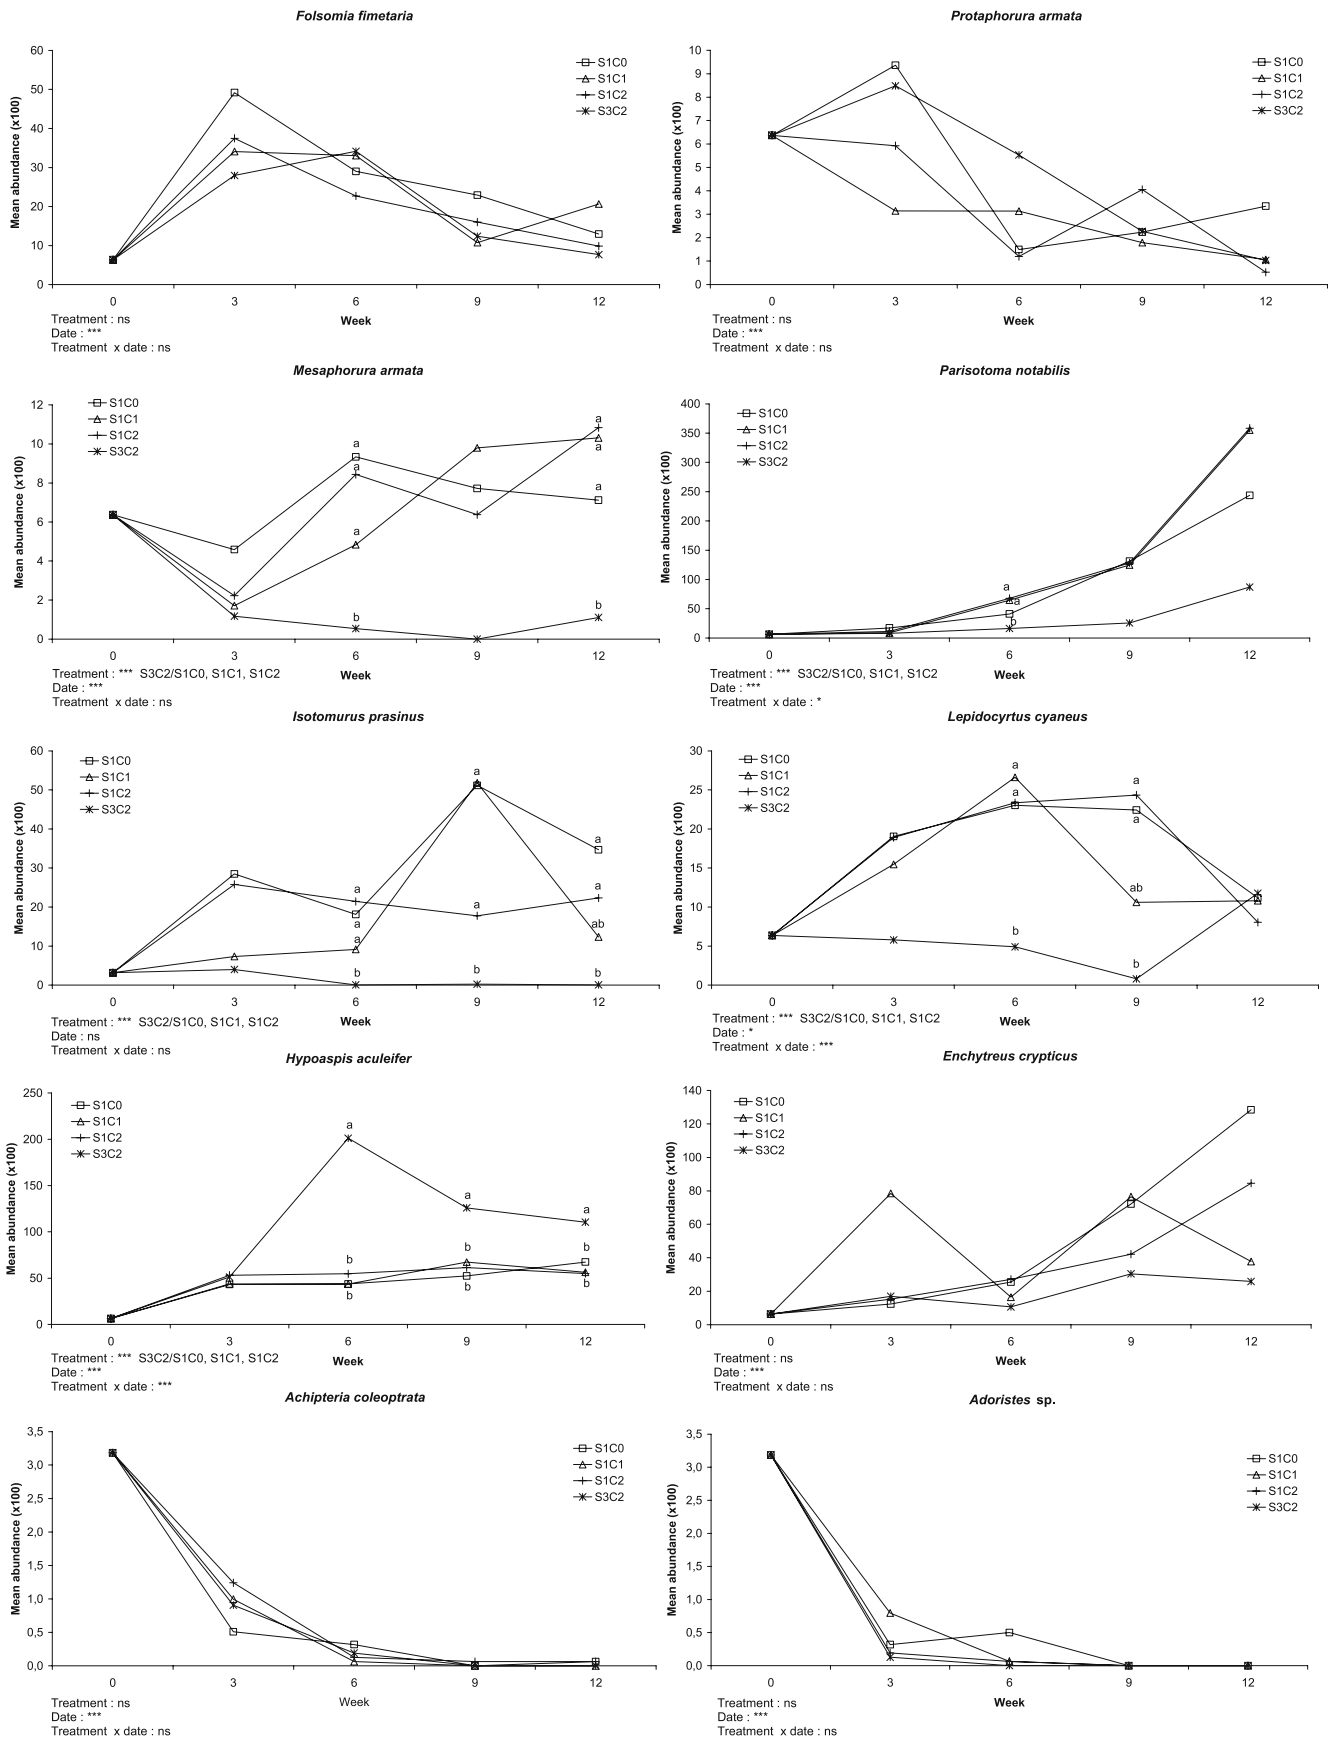 Folsomia fimetaria
60
50
40
30
20
10
0
Mean abundance (x100)
S1C0
S1C1
S1C2
S3C2
0 3 6 9 12
Week
Treatment : ns
Date : ***
Treatment x date : ns
Protaphorura armata
10
9
8
7
6
5
4
3
2
1
0
Mean abundance (x100)
S1C0
S1C1
S1C2
S3C2
0 3 6 9 12
Week
Treatment : ns
Date : ***
Treatment x date : ns
Mesaphorura armata
12
10
8
6
4
2
0
Mean abundance (x100)
S1C0
S1C1
S1C2
S3C2
a
a
a
b
a
a
a
b
0 3 6 9 12
Week
Treatment : *** S3C2/S1C0, S1C1, S1C2
Date : ***
Treatment x date : ns
Parisotoma notabilis
400
350
300
250
200
150
100
50
0
Mean abundance (x100)
S1C0
S1C1
S1C2
S3C2
a
a
b
0 3 6 9 12
Week
Treatment : *** S3C2/S1C0, S1C1, S1C2
Date : ***
Treatment x date : *
Isotomurus prasinus
60
50
40
30
20
10
0
Mean abundance (x100)
S1C0
S1C1
S1C2
S3C2
a
a
a
b
a
a
b
a
a
ab
b
0 3 6 9 12
Week
Treatment : *** S3C2/S1C0, S1C1, S1C2
Date : ns
Treatment x date : ns
Lepidocyrtus cyaneus
30
25
20
15
10
5
0
Mean abundance (x100)
S1C0
S1C1
S1C2
S3C2
a
a
b
a
a
ab
b
0 3 6 9 12
Week
Treatment : *** S3C2/S1C0, S1C1, S1C2
Date : *
Treatment x date : ***
Hypoaspis aculeifer
250
200
150
100
50
0
Mean abundance (x100)
S1C0
S1C1
S1C2
S3C2
a
b
b
a
b
b
a
b
b
0 3 6 9 12
Week
Treatment : *** S3C2/S1C0, S1C1, S1C2
Date : ***
Treatment x date : ***
Enchytreus crypticus
140
120
100
80
60
40
20
0
Mean abundance (x100)
S1C0
S1C1
S1C2
S3C2
0 3 6 9 12
Week
Treatment : ns
Date : ***
Treatment x date : ns
Achipteria coleoptrata
3,5
3,0
2,5
2,0
1,5
1,0
0,5
0,0
Mean abundance (x100)
S1C0
S1C1
S1C2
S3C2
0 3 6 9 12
Week
Treatment : ns
Date : ***
Treatment x date : ns
Adoristes sp.
3,5
3,0
2,5
2,0
1,5
1,0
0,5
0,0
Mean abundance (x100)
S1C0
S1C1
S1C2
S3C2
0 3 6 9 12
Week
Treatment : ns
Date : ***
Treatment x date : ns